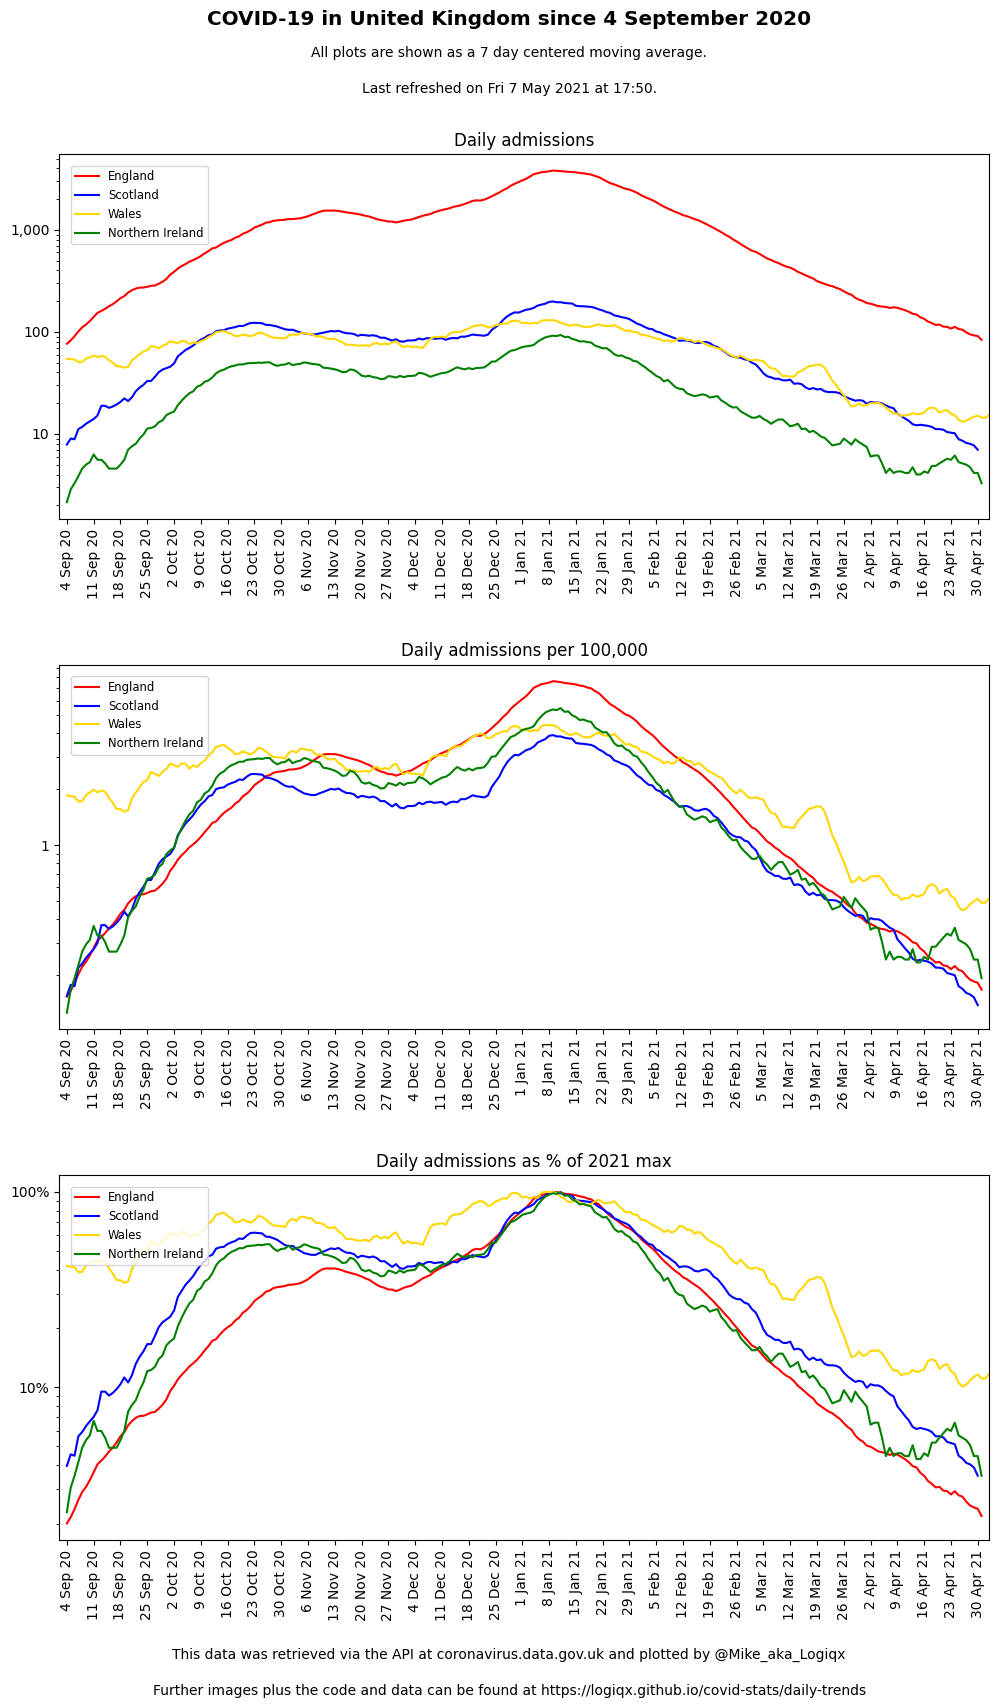 COVID-19 in United Kingdom since 4 September 2020
All plots are shown as a 7 day centered moving average.
Last refreshed on Fri 7 May 2021 at 17:50.
Daily admissions
England
Scotland
Wales
Northern Ireland
1,000
100
10
4 Sep 20
11 Sep 20
18 Sep 20
25 Sep 20
2 Oct 20
9 Oct 20
16 Oct 20
23 Oct 20
30 Oct 20
6 Nov 20
13 Nov 20
20 Nov 20
27 Nov 20
4 Dec 20
11 Dec 20
18 Dec 20
25 Dec 20
1 Jan 21
8 Jan 21
15 Jan 21
22 Jan 21
29 Jan 21
5 Feb 21
12 Feb 21
19 Feb 21
26 Feb 21
5 Mar 21
12 Mar 21
19 Mar 21
26 Mar 21
2 Apr 21
9 Apr 21
16 Apr 21
23 Apr 21
30 Apr 21
Daily admissions per 100,000
England
Scotland
Wales
Northern Ireland
1
4 Sep 20
11 Sep 20
18 Sep 20
25 Sep 20
2 Oct 20
9 Oct 20
16 Oct 20
23 Oct 20
30 Oct 20
6 Nov 20
13 Nov 20
20 Nov 20
27 Nov 20
4 Dec 20
11 Dec 20
18 Dec 20
25 Dec 20
1 Jan 21
8 Jan 21
15 Jan 21
22 Jan 21
29 Jan 21
5 Feb 21
12 Feb 21
19 Feb 21
26 Feb 21
5 Mar 21
12 Mar 21
19 Mar 21
26 Mar 21
2 Apr 21
9 Apr 21
16 Apr 21
23 Apr 21
30 Apr 21
Daily admissions as % of 2021 max
England
Scotland
Wales
Northern Ireland
100%
10%
4 Sep 20
11 Sep 20
18 Sep 20
25 Sep 20
2 Oct 20
9 Oct 20
16 Oct 20
23 Oct 20
30 Oct 20
6 Nov 20
13 Nov 20
20 Nov 20
27 Nov 20
4 Dec 20
11 Dec 20
18 Dec 20
25 Dec 20
1 Jan 21
8 Jan 21
15 Jan 21
22 Jan 21
29 Jan 21
5 Feb 21
12 Feb 21
19 Feb 21
26 Feb 21
5 Mar 21
12 Mar 21
19 Mar 21
26 Mar 21
2 Apr 21
9 Apr 21
16 Apr 21
23 Apr 21
30 Apr 21
This data was retrieved via the API at coronavirus.data.gov.uk and plotted by @Mike_aka_Logiqx
Further images plus the code and data can be found at https://logiqx.github.io/covid-stats/daily-trends